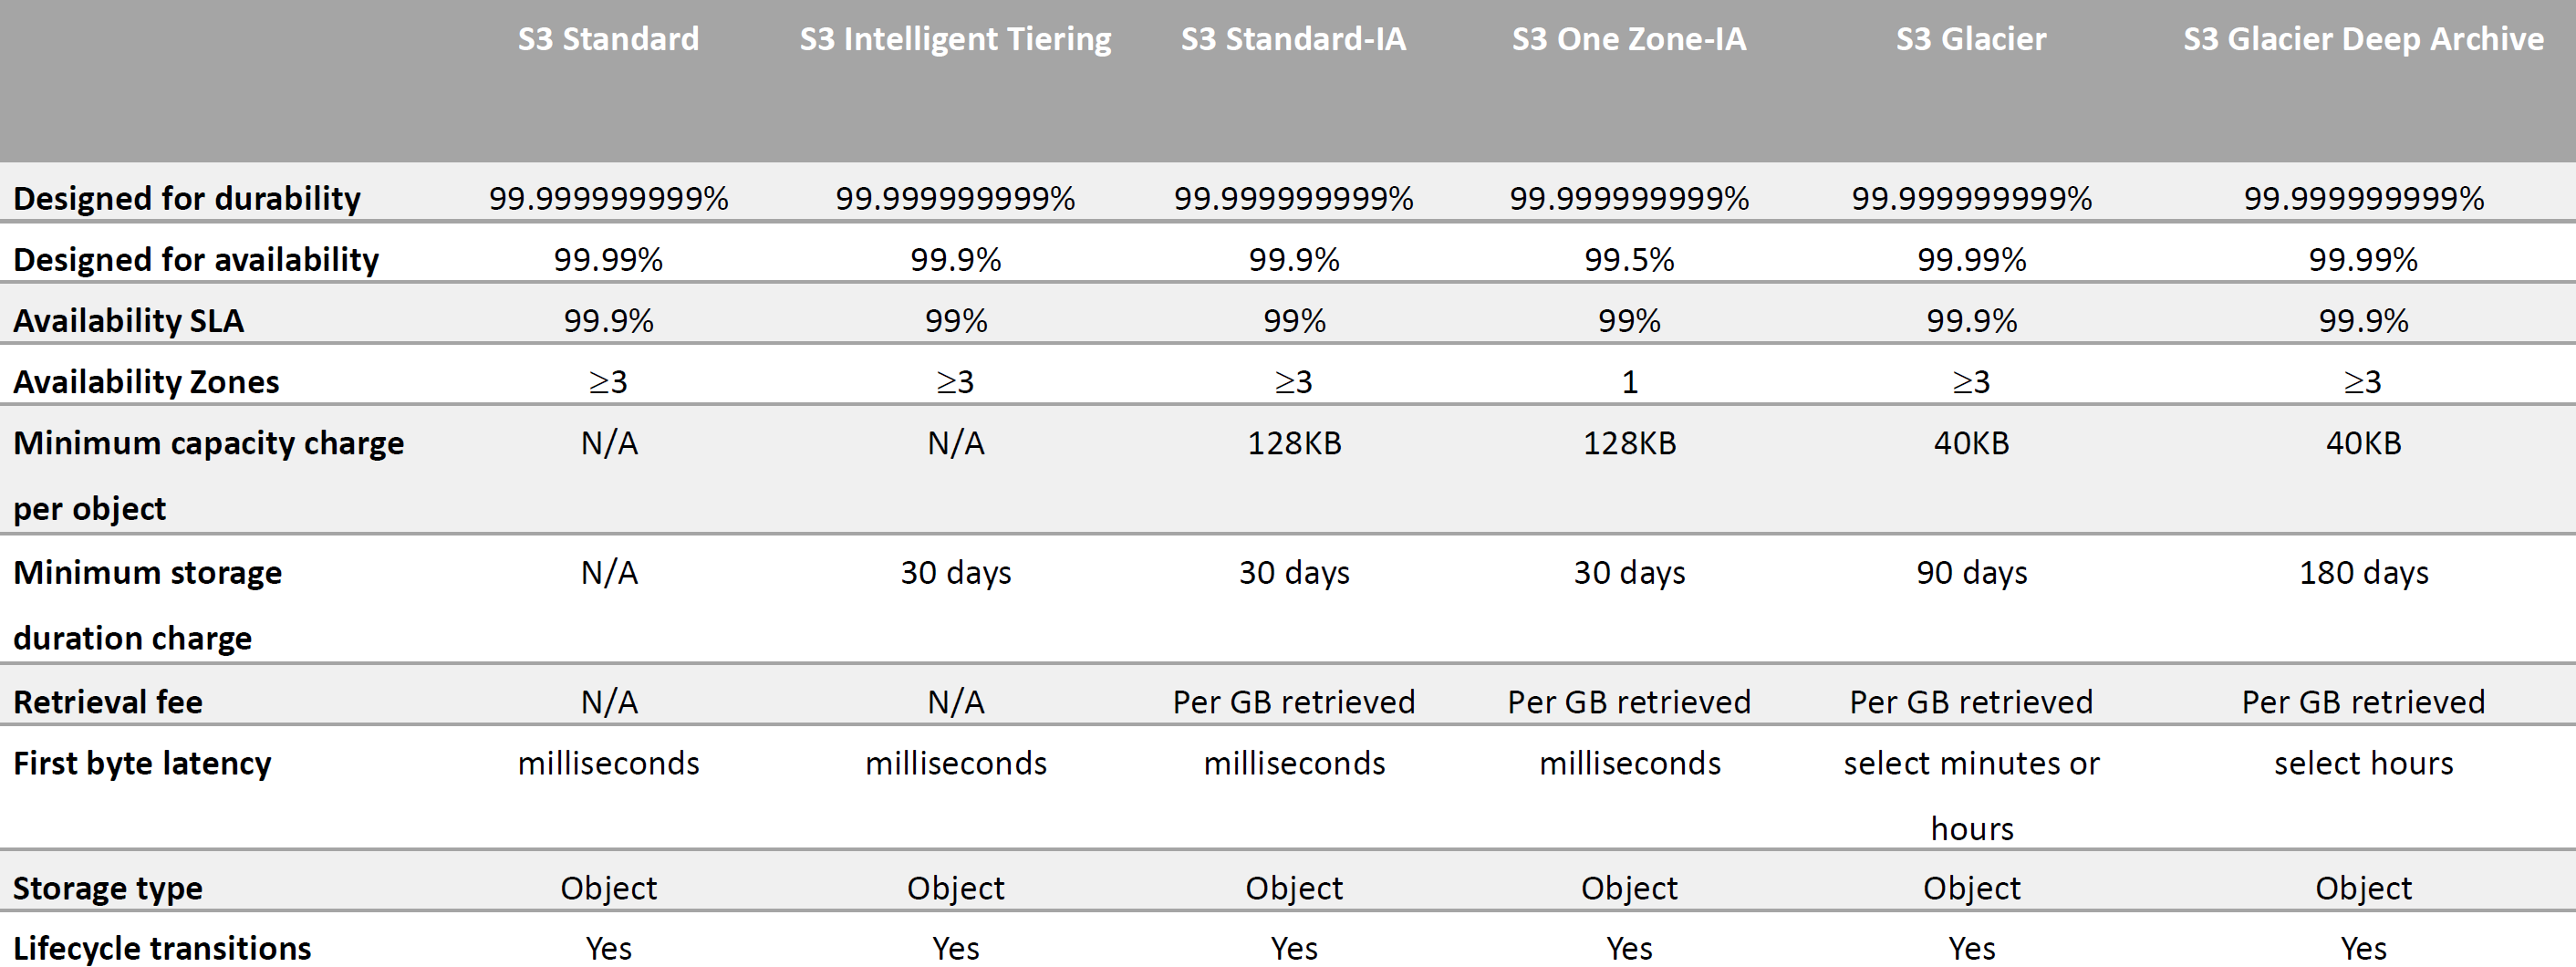 S3 Standard S3 Intelligent Tiering S3 Standard-IA S3 One Zone-IA S3 Glacier S3 Glacier Deep Archive
Designed for durability 99.999999999% 99.999999999% 99.999999999% 99.999999999% 99.999999999% 99.999999999%
Designed for availability 99.99% 99.9% 99.9% 99.5% 99.99% 99.99%
Availability SLA 99.9% 99% 99% 99% 99.9% 99.9%
Availability Zones ≥3 ≥3 ≥3 1 ≥3 ≥3
Minimum capacity charge N/A N/A 128KB 128KB 40KB 40KB
per object
Minimum storage N/A 30 days 30 days 30 days 90 days 180 days
duration charge
Retrieval fee N/A N/A Per GB retrieved Per GB retrieved Per GB retrieved Per GB retrieved
First byte latency milliseconds milliseconds milliseconds milliseconds select minutes or select hours
hours
Storage type Object Object Object Object Object Object
Lifecycle transitions Yes Yes Yes Yes Yes Yes